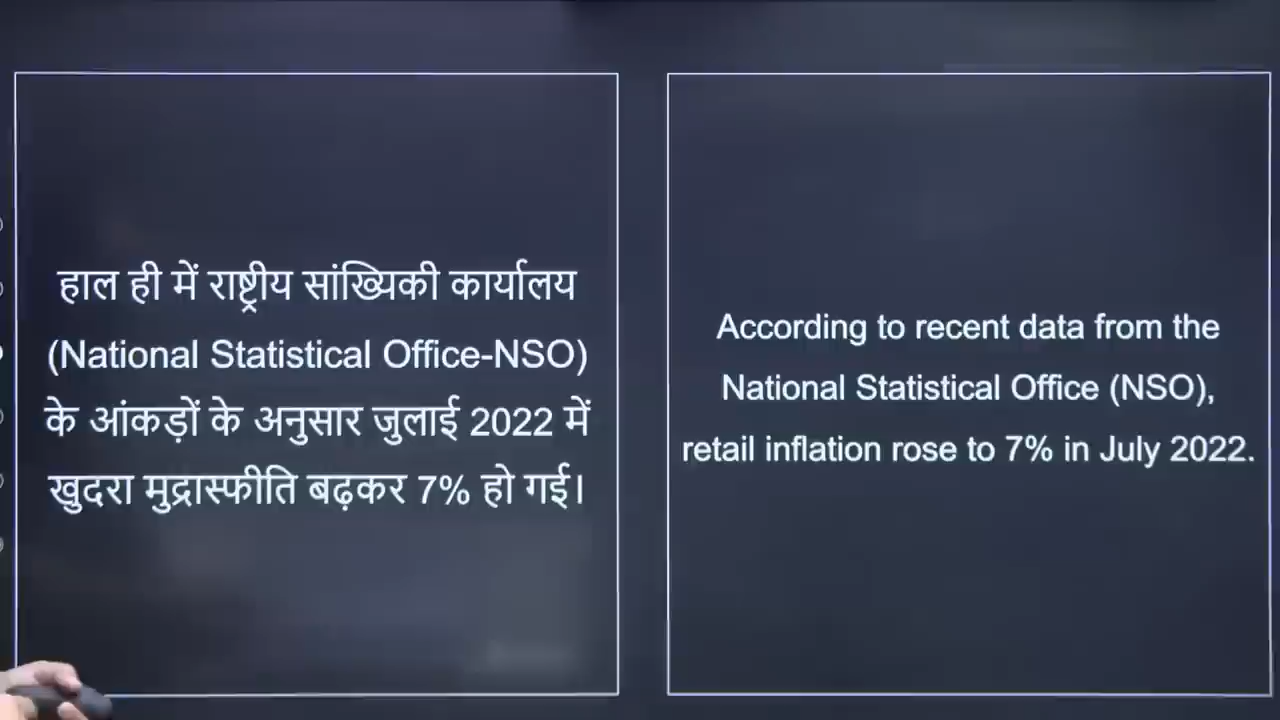 हाल ही में राष्ट्रीय सांख्यिकी कार्यालय
(National Statistical Office-NSO)
के आंकड़ों के अनुसार जुलाई 2022 में
खुदरा मुद्रास्फीति बढ़कर 7% हो गई।
According to recent data from the
National Statistical Office (NSO),
retail inflation rose to 7% in July 2022.